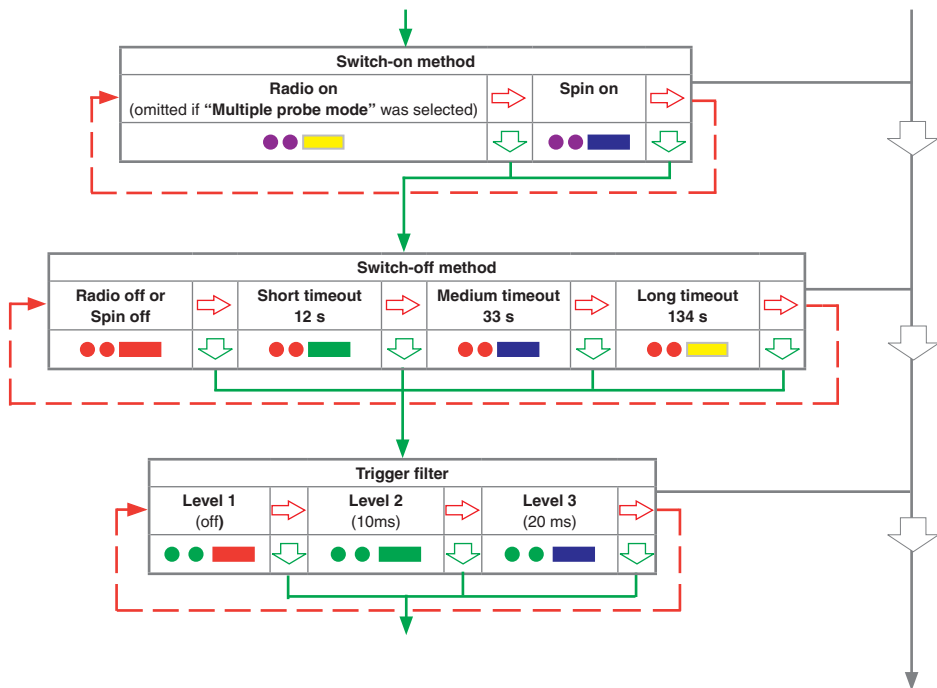 Switch-on method
Radio on
(omitted if “Multiple probe mode” was selected)
Spin on
Switch-off method
Radio off or
Spin off
Short timeout
12 s
Medium timeout
33 s
Long timeout
134 s
Trigger filter
Level 1
(off)
Level 2
(10ms)
Level 3
(20 ms)